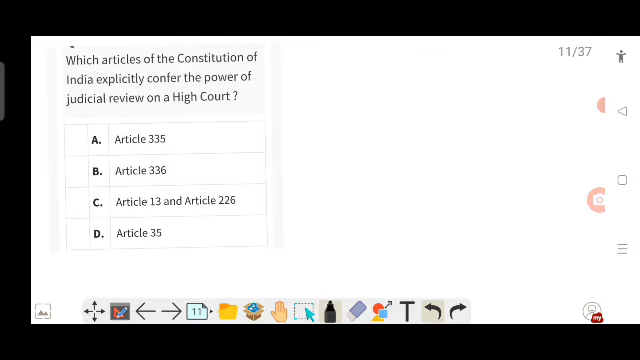 11/37
Which articles of the Constitution of
India explicitly confer the power of
judicial review on a High Court ?
A. Article 335
B. Article 336
C. Article 13 and Article 226
D. Article 35
11
T
my